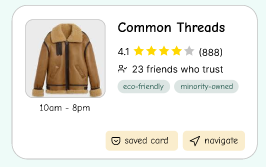 Common Threads
4.1 (888)
23 friends who trust
eco-friendly minority-owned
10am - 8pm
saved card navigate